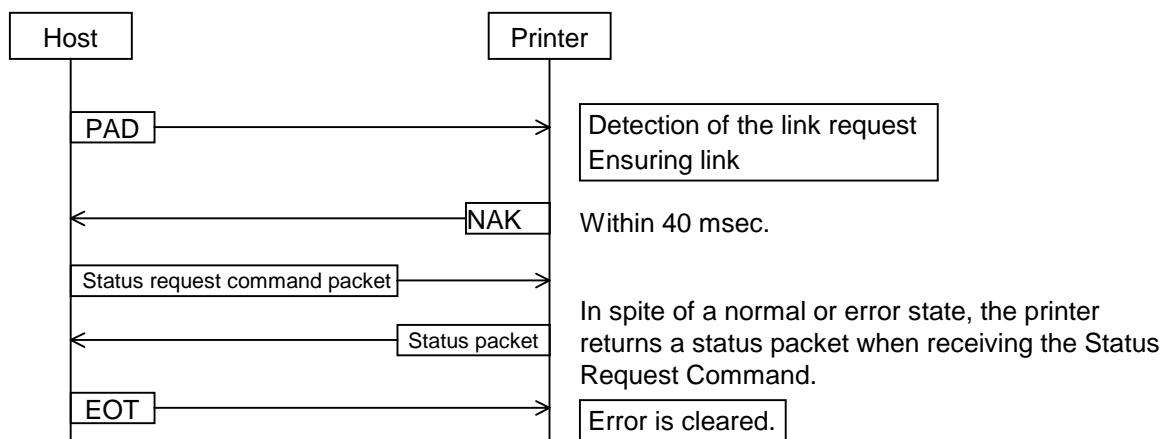 Host
Printer
PAD
Detection of the link request
Ensuring link
NAK
Within 40 msec.
Status request command packet
In spite of a normal or error state, the printer
returns a status packet when receiving the Status
Request Command.
Status packet
EOT
Error is cleared.